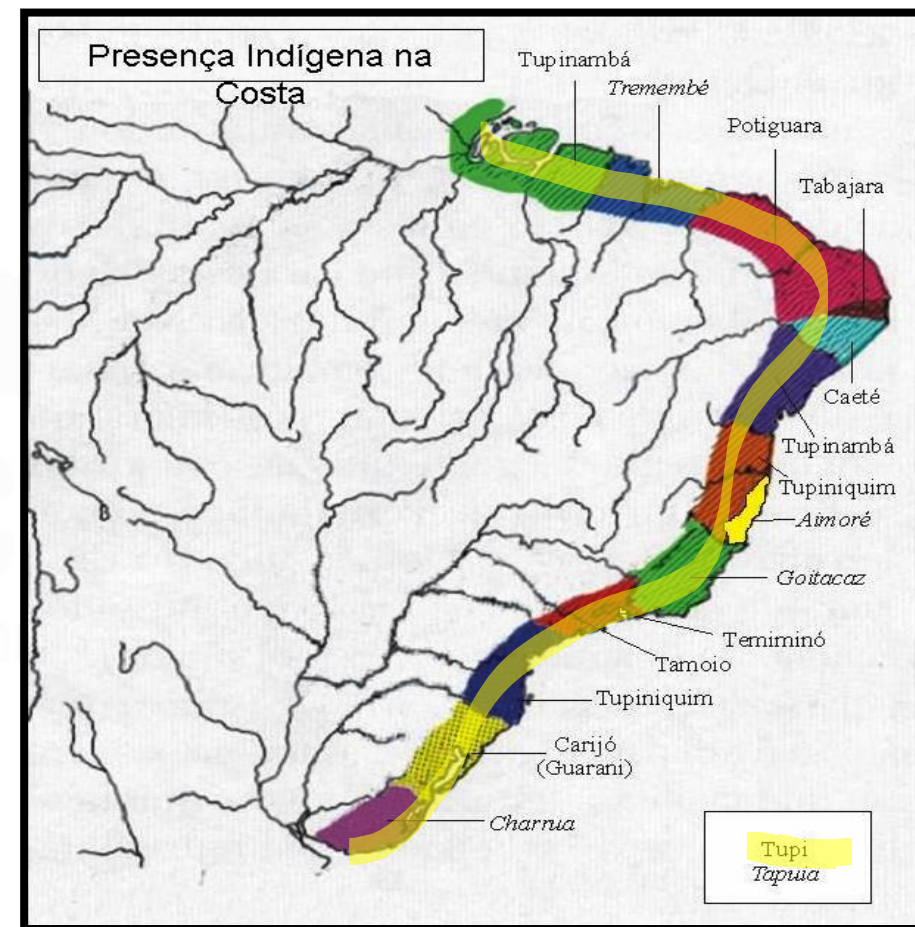 Presença Indígena na
Costa
Tupinambá
Tremembé
Potiguara
Tabajara
Caeté
Tupinambá
Tupiniquim
Aimoré
Goitacaz
Temiminó
Tamoio
Tupiniquim
Carijó
(Guarani)
Charrua
Tupi
Tapuia